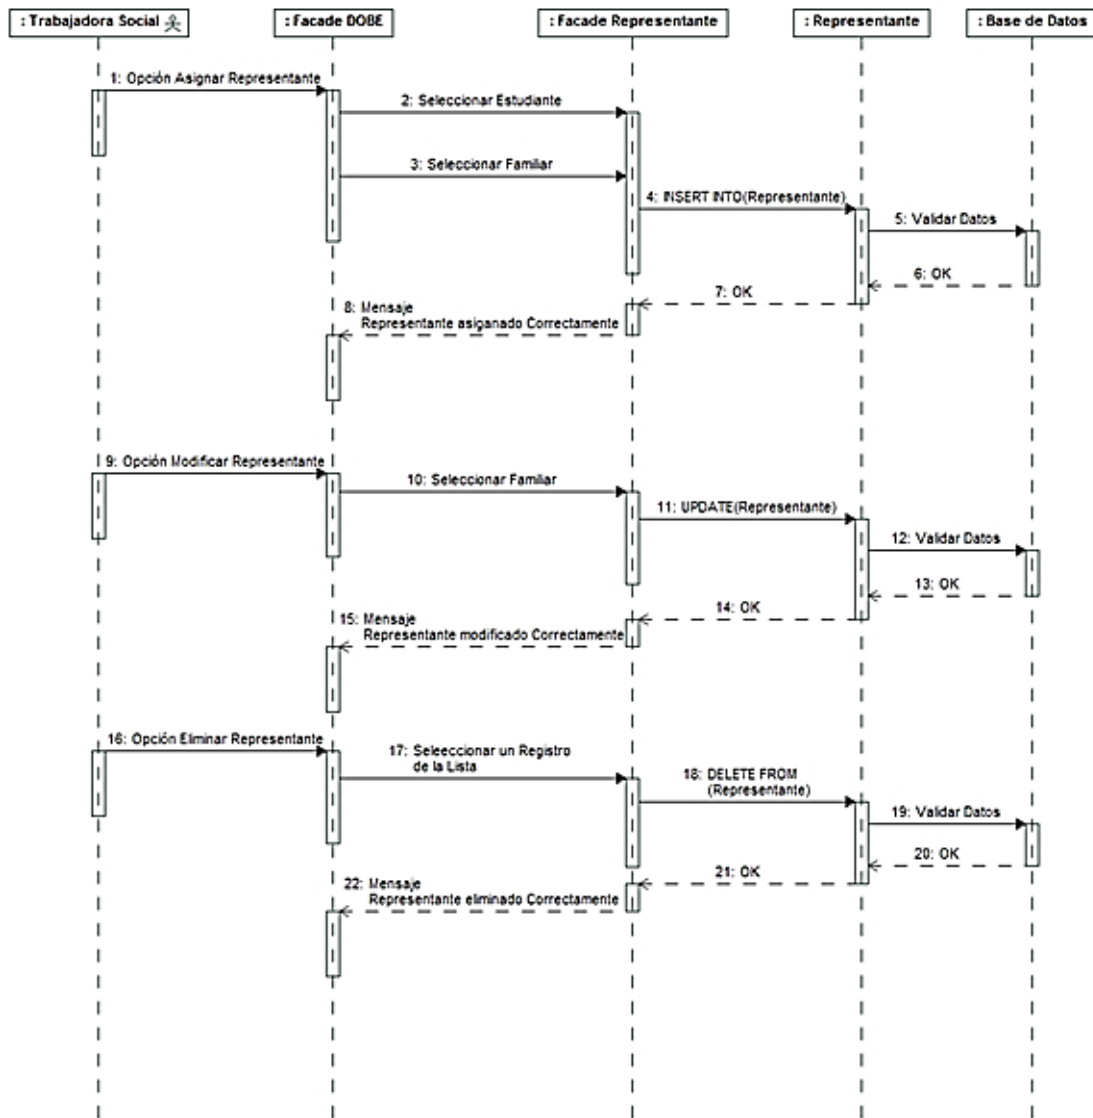 : Trabajadora Social
: Facade DOBE
: Facade Representante
: Representante
: Base de Datos
1: Opción Asignar Representante
2: Seleccionar Estudiante
3: Seleccionar Familiar
4: INSERT INTO(Representante)
5: Validar Datos
6: OK
7: OK
8: Mensaje
Representante asiganado Correctamente
9: Opción Modificar Representante
10: Seleccionar Familiar
11: UPDATE(Representante)
12: Validar Datos
13: OK
14: OK
15: Mensaje
Representante modificado Correctamente
16: Opción Eliminar Representante
17: Seleeccionar un Registro
de la Lista
18: DELETE FROM
(Representante)
19: Validar Datos
20: OK
21: OK
22: Mensaje
Representante eliminado Correctamente